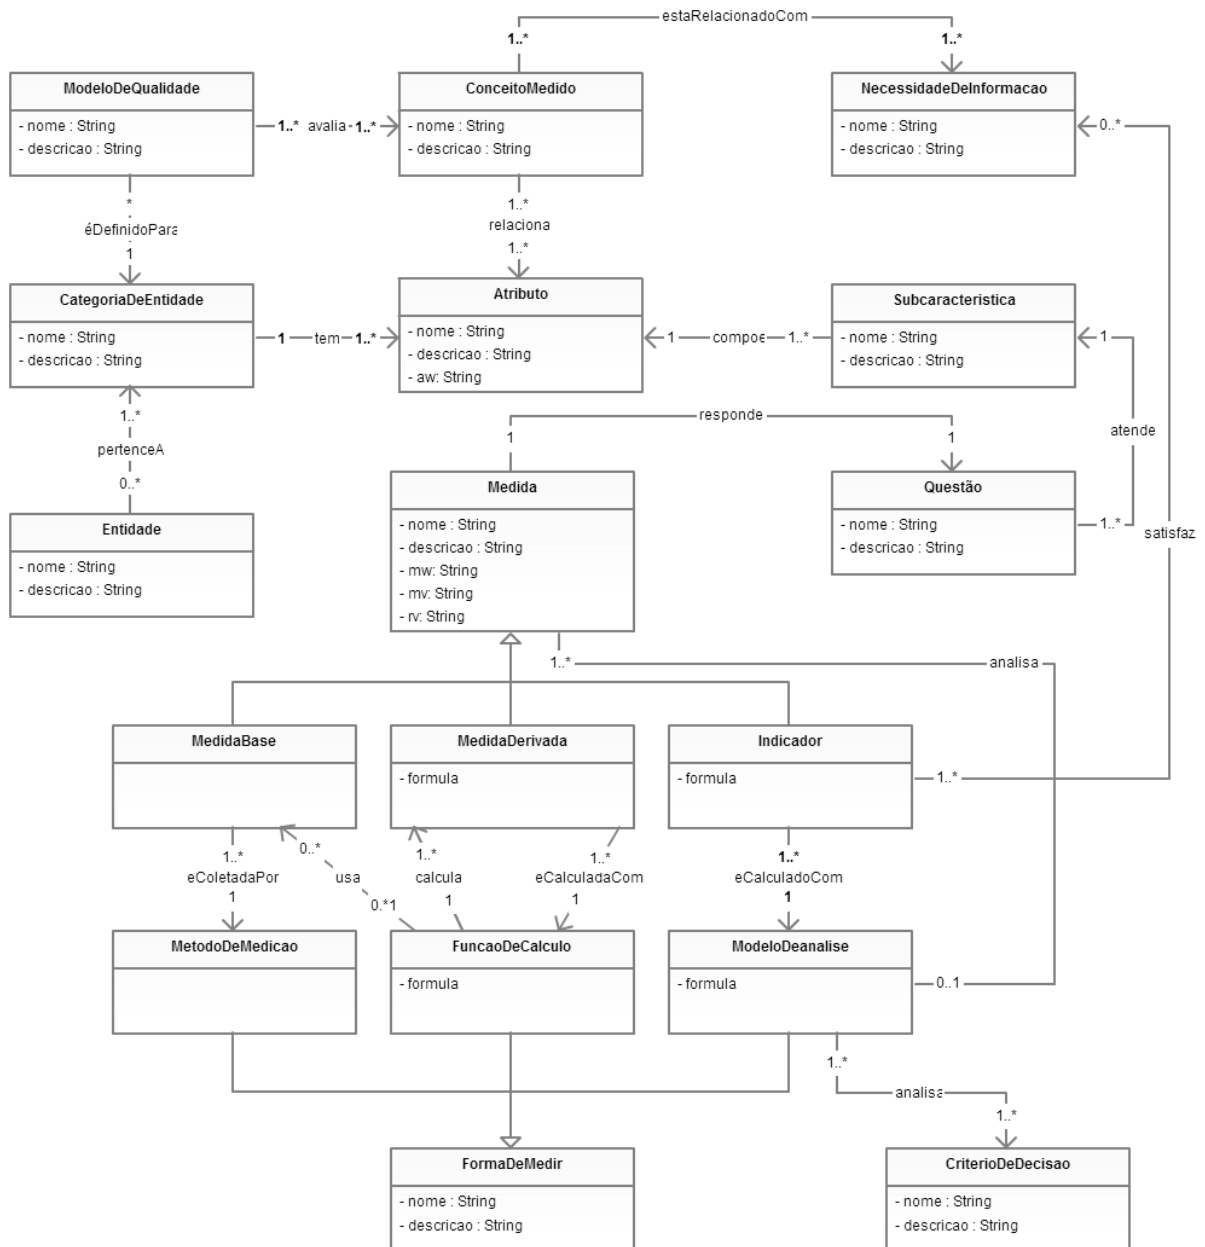 estaRelacionadoCom
1..*
1..*
ModeloDeQualidade
- nome : String
- descricao : String
1..* avalia 1..*
ConceitoMedido
- nome : String
- descricao : String
NecessidadeDeInformacao
- nome : String
- descricao : String
0..*
*
éDefinidoPara
1
1..*
relaciona
1..*
CategoriaDeEntidade
- nome : String
- descricao : String
1 tem 1..*
Atributo
- nome : String
- descricao : String
- aw: String
1 compoe 1..*
Subcaracteristica
- nome : String
- descricao : String
1
atende
1..*
1..*
pertenceA
0..*
responde
1
1
Entidade
- nome : String
- descricao : String
Medida
- nome : String
- descricao : String
- mw: String
- mv: String
- rv: String
Questão
- nome : String
- descricao : String
satisfaz
1..*
analisa
MedidaBase
MedidaDerivada
- formula
Indicador
- formula
1..*
1..*
eColetadaPor
1
0..*
usa
0.*1
1..*
calcula
1
1..*
eCalculadaCom
1
1..*
eCalculadoCom
1
MetodoDeMedicao
FuncaoDeCalculo
- formula
ModeloDeanalise
- formula
0..1
1..*
analisa
1..*
FormaDeMedir
- nome : String
- descricao : String
CriterioDeDecisao
- nome : String
- descricao : String